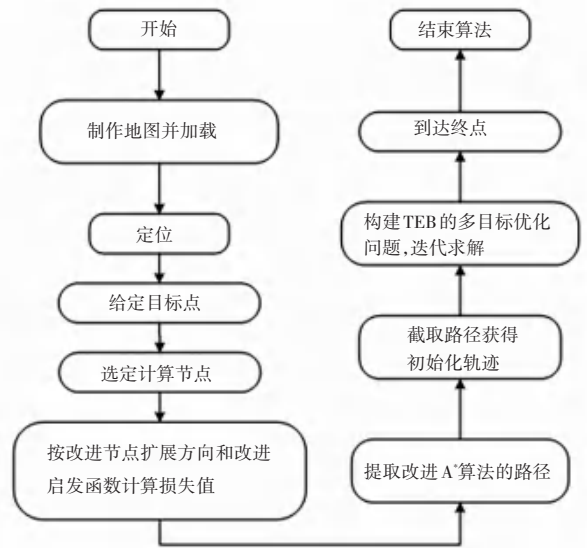 开始
制作地图并加载
定位
给定目标点
选定计算节点
按改进节点扩展方向和改进
启发函数计算损失值
提取改进 A*算法的路径
截取路径获得
初始化轨迹
构建TEB的多目标优化
问题,迭代求解
到达终点
结束算法